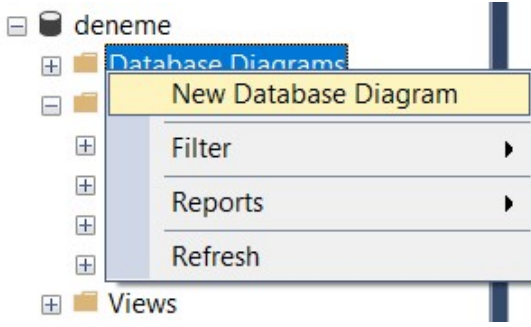 deneme
Database Diagrams
New Database Diagram
Filter
Reports
Refresh
Views